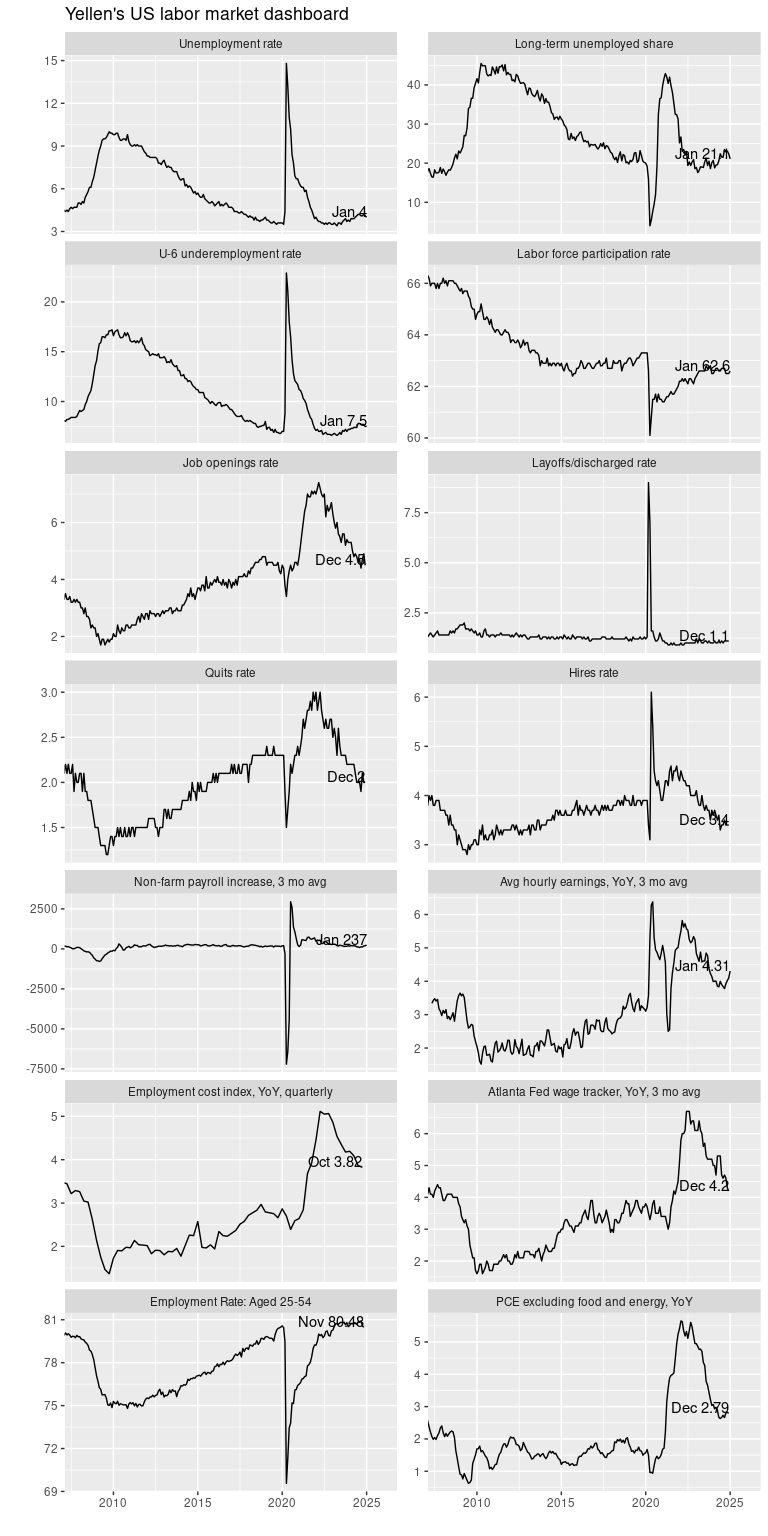 Yellen's US labor market dashboard
Unemployment rate
Long-term unemployed share
15
12
9
6
3
Jan 4
40
30
20
10
Jan 21.1
U-6 underemployment rate
Labor force participation rate
20
15
10
Jan 7.5
66
64
62
60
Jan 62.6
Job openings rate
Layoffs/discharged rate
6
4
2
Dec 4.5
7.5
5.0
2.5
Dec 1.1
Quits rate
Hires rate
3.0
2.5
2.0
1.5
Dec 2
6
5
4
3
Dec 3.4
Non-farm payroll increase, 3 mo avg
Avg hourly earnings, YoY, 3 mo avg
2500
0
-2500
-5000
-7500
Jan 237
6
5
4
3
2
Jan 4.31
Employment cost index, YoY, quarterly
Atlanta Fed wage tracker, YoY, 3 mo avg
5
4
3
2
Oct 3.82
6
5
4
3
2
Dec 4.2
Employment Rate: Aged 25-54
PCE excluding food and energy, YoY
81
78
75
72
69
Nov 80.48
5
4
3
2
1
Dec 2.79
2010 2015 2020 2025
2010 2015 2020 2025